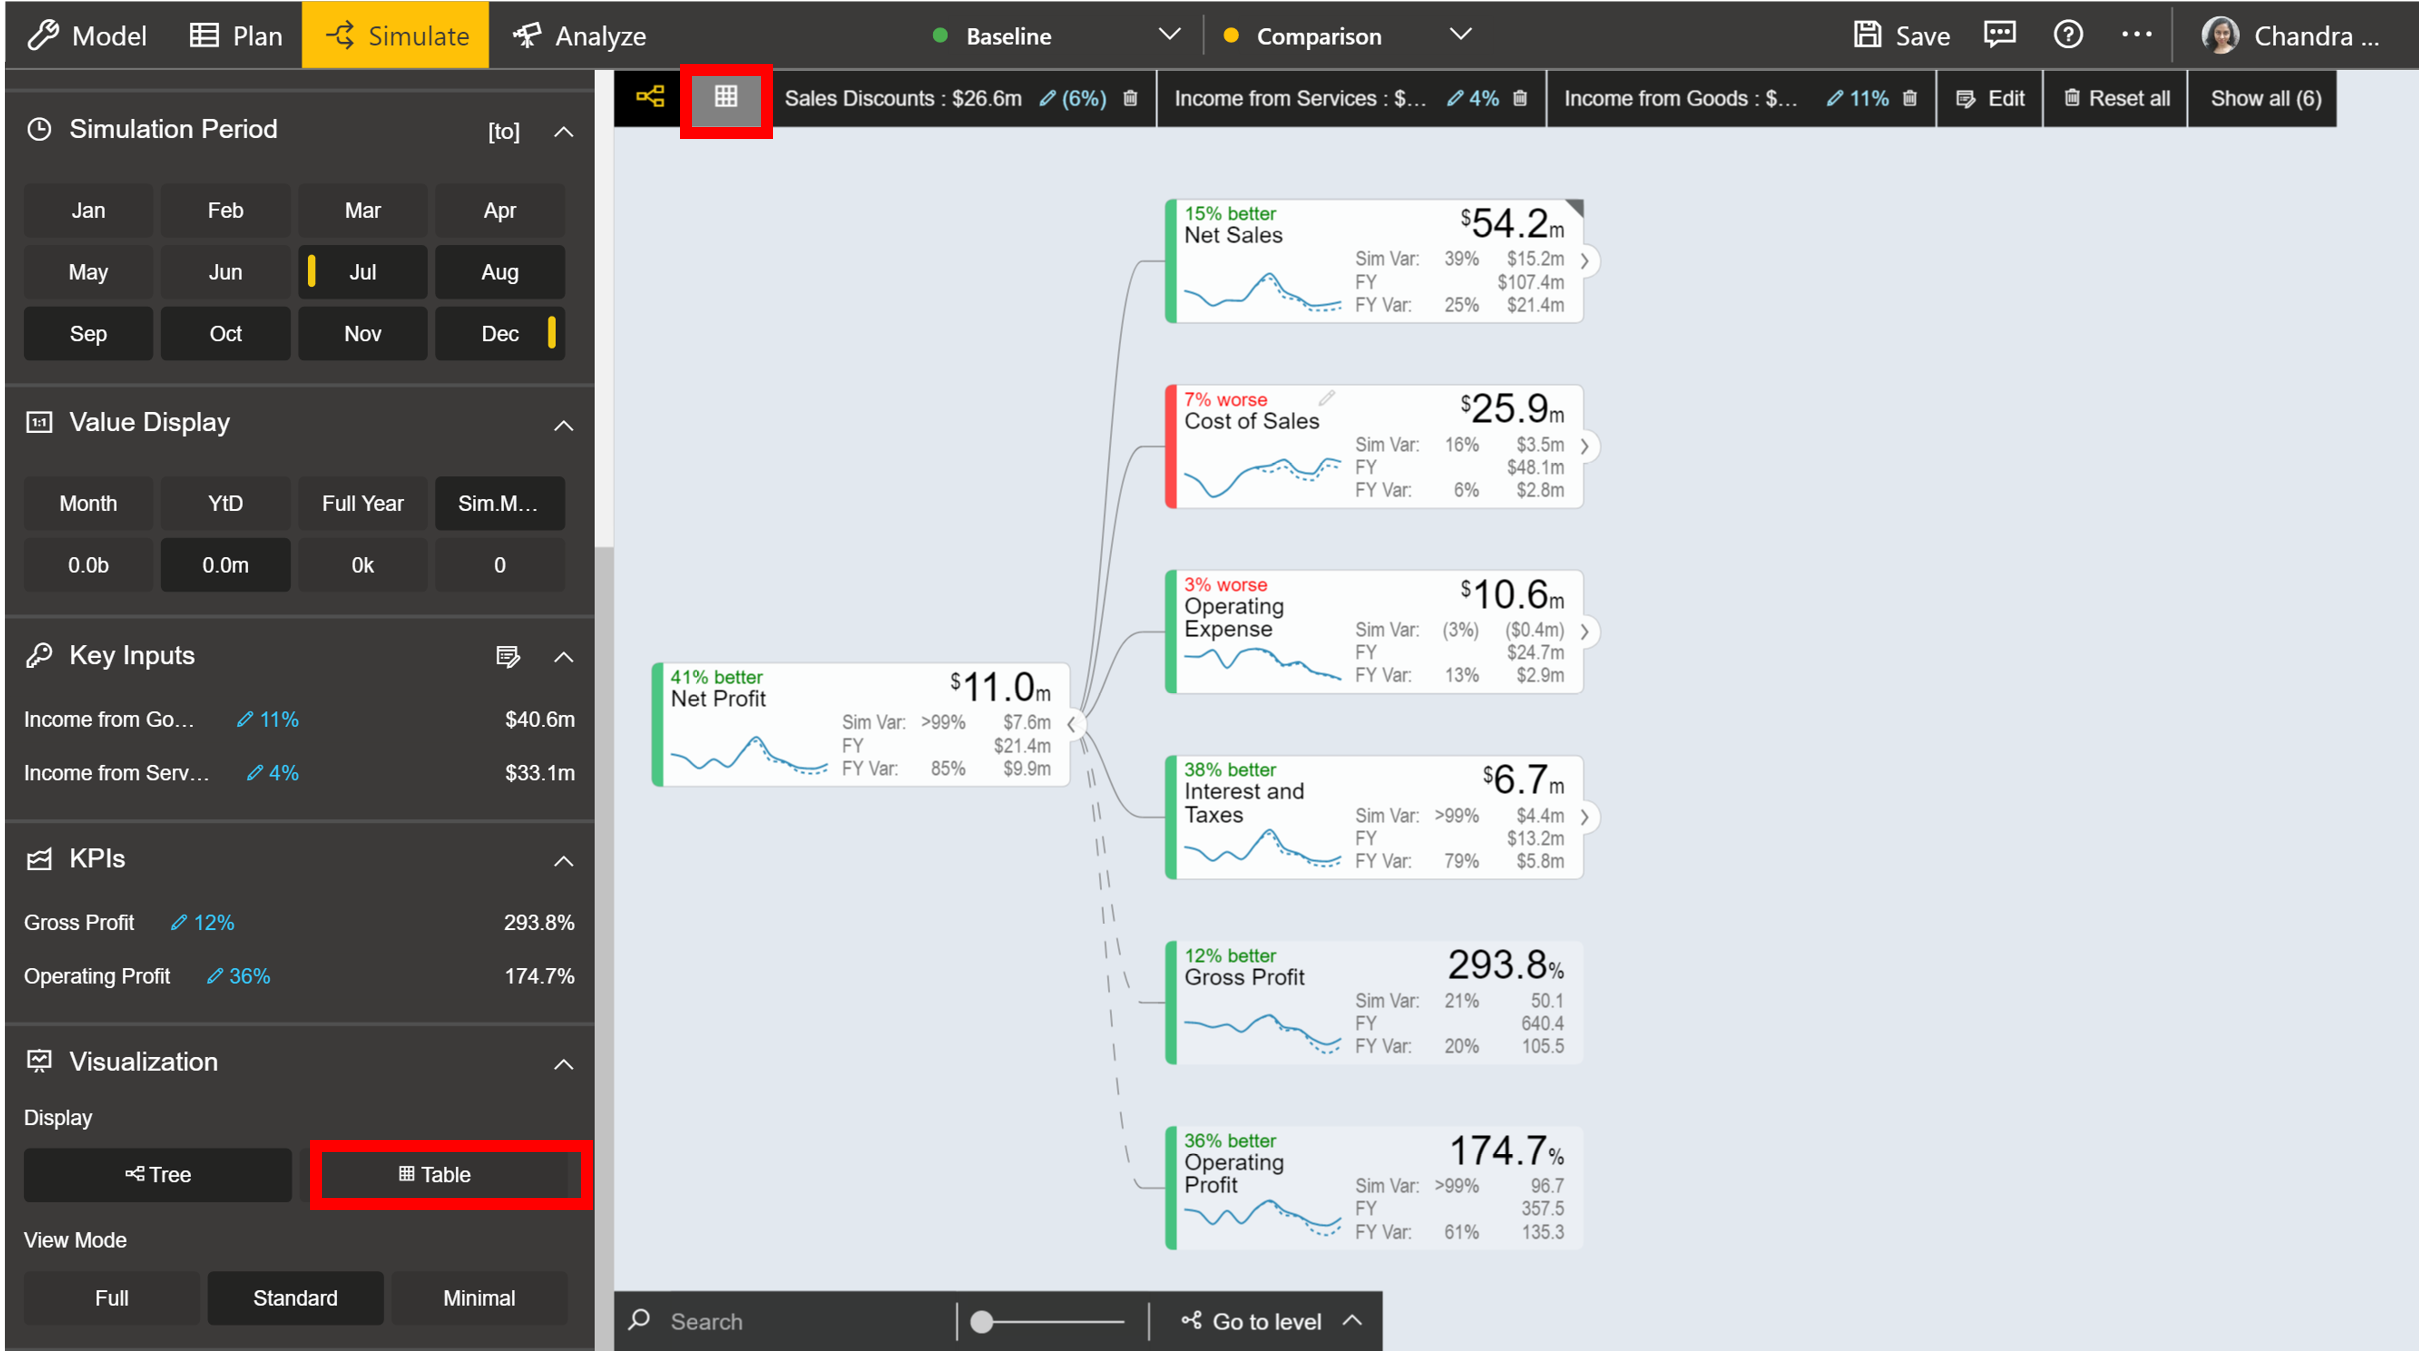 Model Plan Simulate Analyze Baseline Comparison Save Chandra ...
Simulation Period [to]
Jan Feb Mar Apr
May Jun Jul Aug
Sep Oct Nov Dec
1:1 Value Display
Month YtD Full Year Sim.M...
0.0b 0.0m 0k 0
Key Inputs
Income from Go... 11% $40.6m
Income from Serv... 4% $33.1m
KPIs
Gross Profit 12% 293.8%
Operating Profit 36% 174.7%
Visualization
Display
Tree Table
View Mode
Full Standard Minimal
Sales Discounts : $26.6m (6%) Income from Services : $... 4% Income from Goods : $... 11% Edit Reset all Show all (6)
41% better
Net Profit
$11.0m
Sim Var: >99% $7.6m
FY $21.4m
FY Var: 85% $9.9m
15% better
Net Sales
$54.2m
Sim Var: 39% $15.2m
FY $107.4m
FY Var: 25% $21.4m
7% worse
Cost of Sales
$25.9m
Sim Var: 16% $3.5m
FY $48.1m
FY Var: 6% $2.8m
3% worse
Operating
Expense
$10.6m
Sim Var: (3%) ($0.4m)
FY $24.7m
FY Var: 13% $2.9m
38% better
Interest and
Taxes
$6.7m
Sim Var: >99% $4.4m
FY $13.2m
FY Var: 79% $5.8m
12% better
Gross Profit
293.8%
Sim Var: 21% 50.1
FY 640.4
FY Var: 20% 105.5
36% better
Operating
Profit
174.7%
Sim Var: >99% 96.7
FY 357.5
FY Var: 61% 135.3
Search Go to level